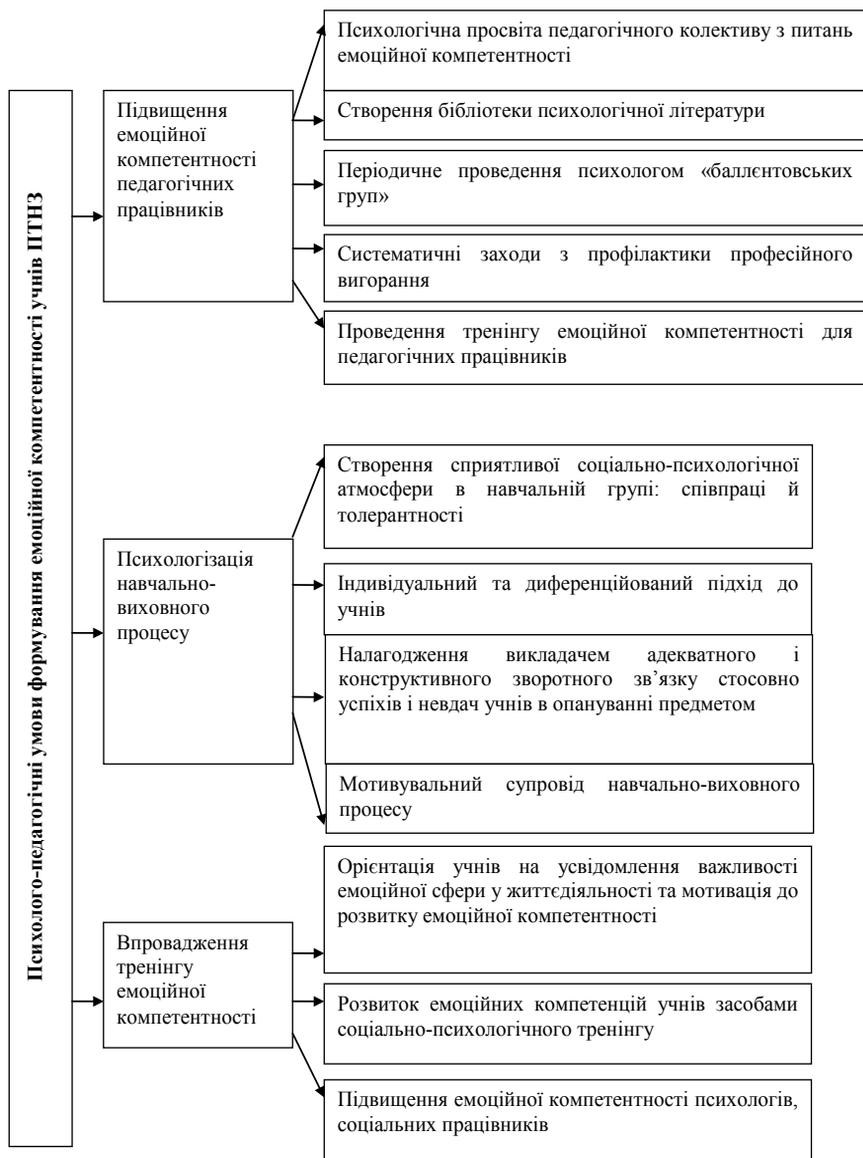 Психолого-педагогічні умови формування емоційної компетентності учнів ПТНЗ
Підвищення
емоційної
компетентності
педагогічних
працівників
Психологічна просвіта педагогічного колективу з питань
емоційної компетентності
Створення бібліотеки психологічної літератури
Періодичне проведення психологом «баллєнтовських
груп»
Систематичні заходи з профілактики професійного
вигорання
Проведення тренінгу емоційної компетентності для
педагогічних працівників
Психологізація
навчально-
виховного
процесу
Створення сприятливої соціально-психологічної
атмосфери в навчальній групі: співпраці й
толерантності
Індивідуальний та диференційований підхід до
учнів
Налагодження викладачем адекватного і
конструктивного зворотного зв’язку стосовно
успіхів і невдач учнів в опануванні предметом
Мотивувальний супровід навчально-виховного
процесу
Впровадження
тренінгу
емоційної
компетентності
Орієнтація учнів на усвідомлення важливості
емоційної сфери у життєдіяльності та мотивація до
розвитку емоційної компетентності
Розвиток емоційних компетенцій учнів засобами
соціально-психологічного тренінгу
Підвищення емоційної компетентності психологів,
соціальних працівників